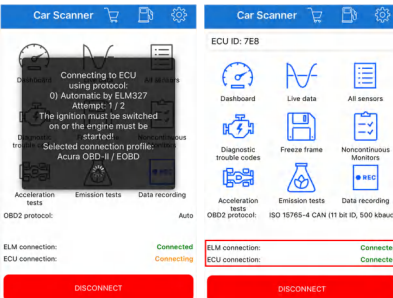 Car Scanner
Dashboard
All sensors
Connecting to ECU
using protocol:
0) Automatic by ELM327
Attempt: 1 / 2
The ignition must be switched
on or the engine must be
started!
Selected connection profile:
Acura OBD-II / EOBD
REC
Acceleration
tests
Emission tests
Data recording
OBD2 protocol:
Auto
ELM connection:
Connected
ECU connection:
Connecting
DISCONNECT
Car Scanner
ECU ID: 7E8
Dashboard
Live data
All sensors
Diagnostic
trouble codes
Freeze frame
Noncontinuous
Monitors
REC
Acceleration
tests
Emission tests
Data recording
OBD2 protocol:
ISO 15765-4 CAN (11 bit ID, 500 kbaud
ELM connection:
Connecte
ECU connection:
Connecte
DISCONNECT